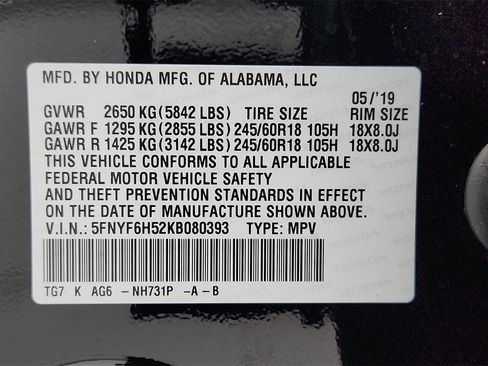 MFD. BY HONDA MFG. OF ALABAMA, LLC
05/'19
GVWR 2650 KG(5842 LBS) TIRE SIZE RIM SIZE
GAWR F 1295 KG(2855 LBS)245/60R18 105H 18X8.0J
GAWR R 1425 KG(3142 LBS)245/60R18 105H 18X8.0J
THIS VEHICLE CONFORMS TO ALL APPLICABLE
FEDERAL MOTOR VEHICLE SAFETY
AND THEFT PREVENTION STANDARDS IN EFFECT
ON THE DATE OF MANUFACTURE SHOWN ABOVE.
V.I.N.: 5FNYF6H52KB080393 TYPE: MPV
TG7 K AG6 -NH731P -A-B